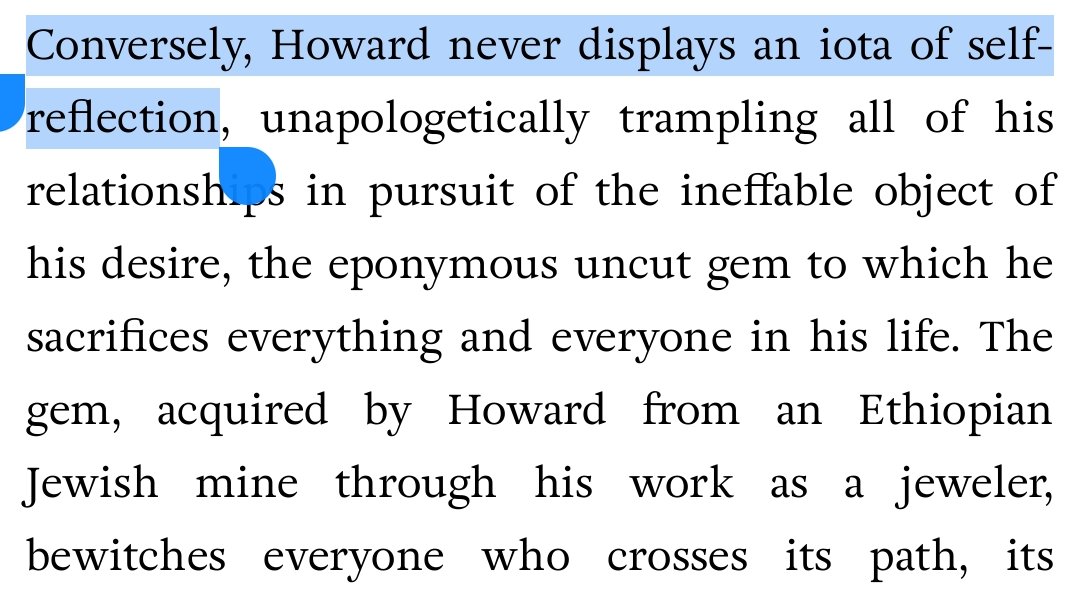 Conversely, Howard never displays an iota of self-
reflection, unapologetically trampling all of his
relationships in pursuit of the ineffable object of
his desire, the eponymous uncut gem to which he
sacrifices everything and everyone in his life. The
gem, acquired by Howard from an Ethiopian
Jewish mine through his work as a jeweler,
bewitches everyone who crosses its path, its